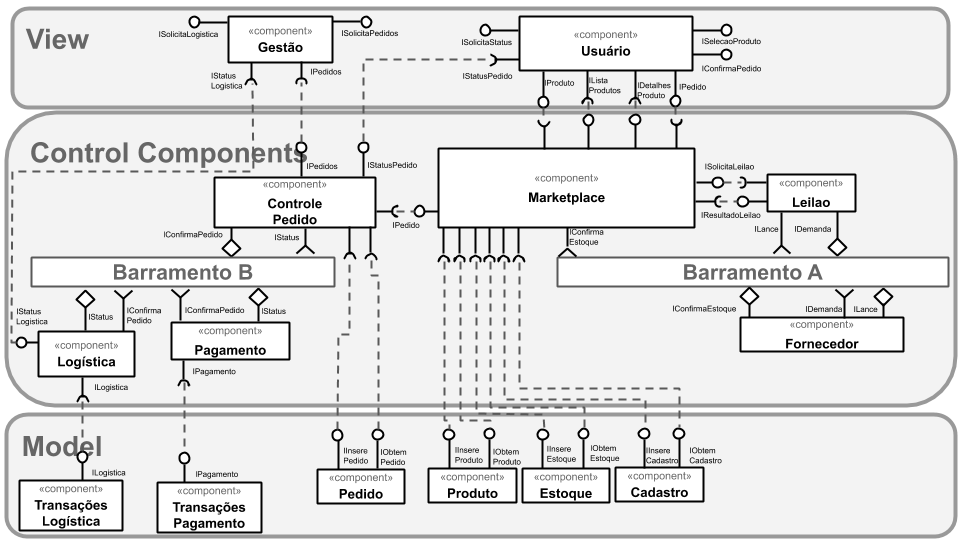 View
ISolicitaLogistica
«component»
Gestão
ISolicitaPedidos
IStatus
Logistica
IPedidos
ISolicitaStatus
«component»
Usuário
ISelecaoProduto
IConfirmaPedido
IStatusPedido
IProduto
ILista
Produtos
IDetalhes
Produto
IPedido
Control Components
IPedidos
IStatusPedido
«component»
Controle
Pedido
IPedido
«component»
Marketplace
ISolicitaLeilao
IResultadoLeilao
«component»
Leilao
IConfirmaPedido
IStatus
IConfirma
Estoque
ILance
IDemanda
Barramento B
Barramento A
IStatus
Logistica
IStatus
IConfirma
Pedido
IConfirmaPedido
IStatus
IConfirmaEstoque
IDemanda
ILance
«component»
Logística
«component»
Pagamento
«component»
Fornecedor
ILogistica
IPagamento
Model
ILogistica
IPagamento
IInsere
Pedido
IObtem
Pedido
IInsere
Produto
IObtem
Produto
IInsere
Estoque
IObtem
Estoque
IInsere
Cadastro
IObtem
Cadastro
«component»
Transações
Logística
«component»
Transações
Pagamento
«component»
Pedido
«component»
Produto
«component»
Estoque
«component»
Cadastro